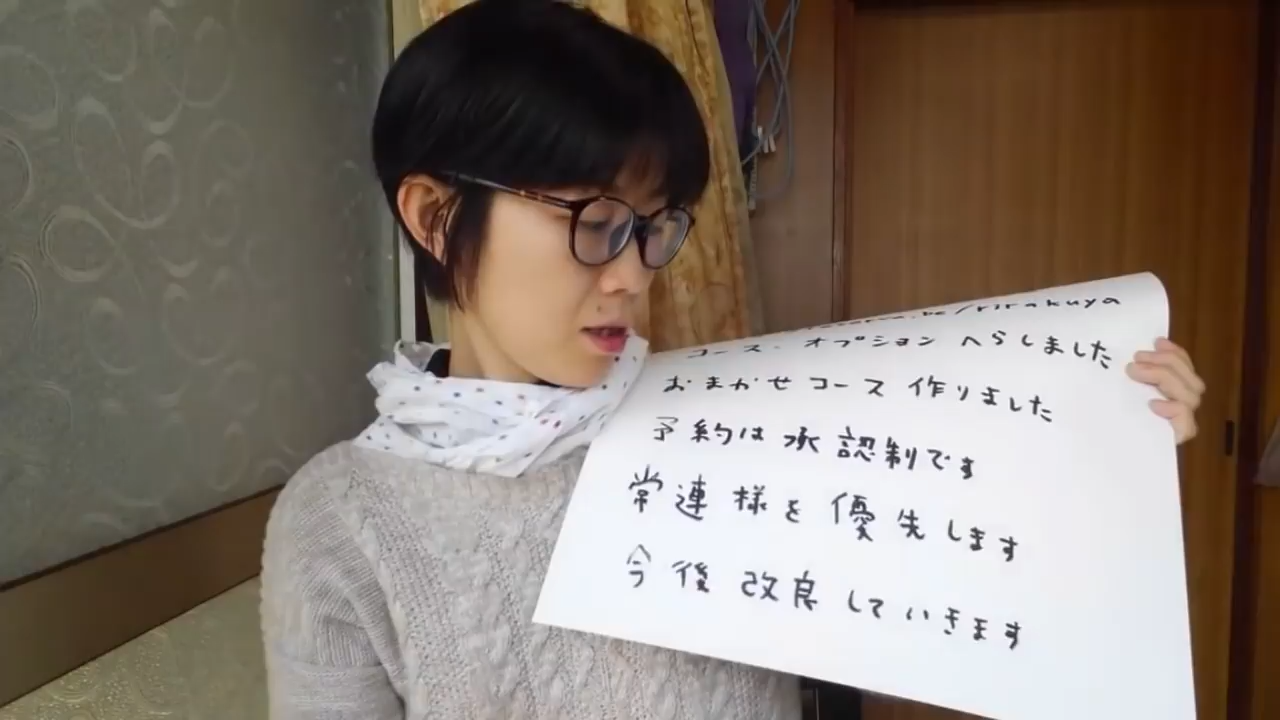 /rirakuya
コース、オプション へらしました
おまかせコース 作りました
予約は承認制です
常連様を優先します
今後改良していきます